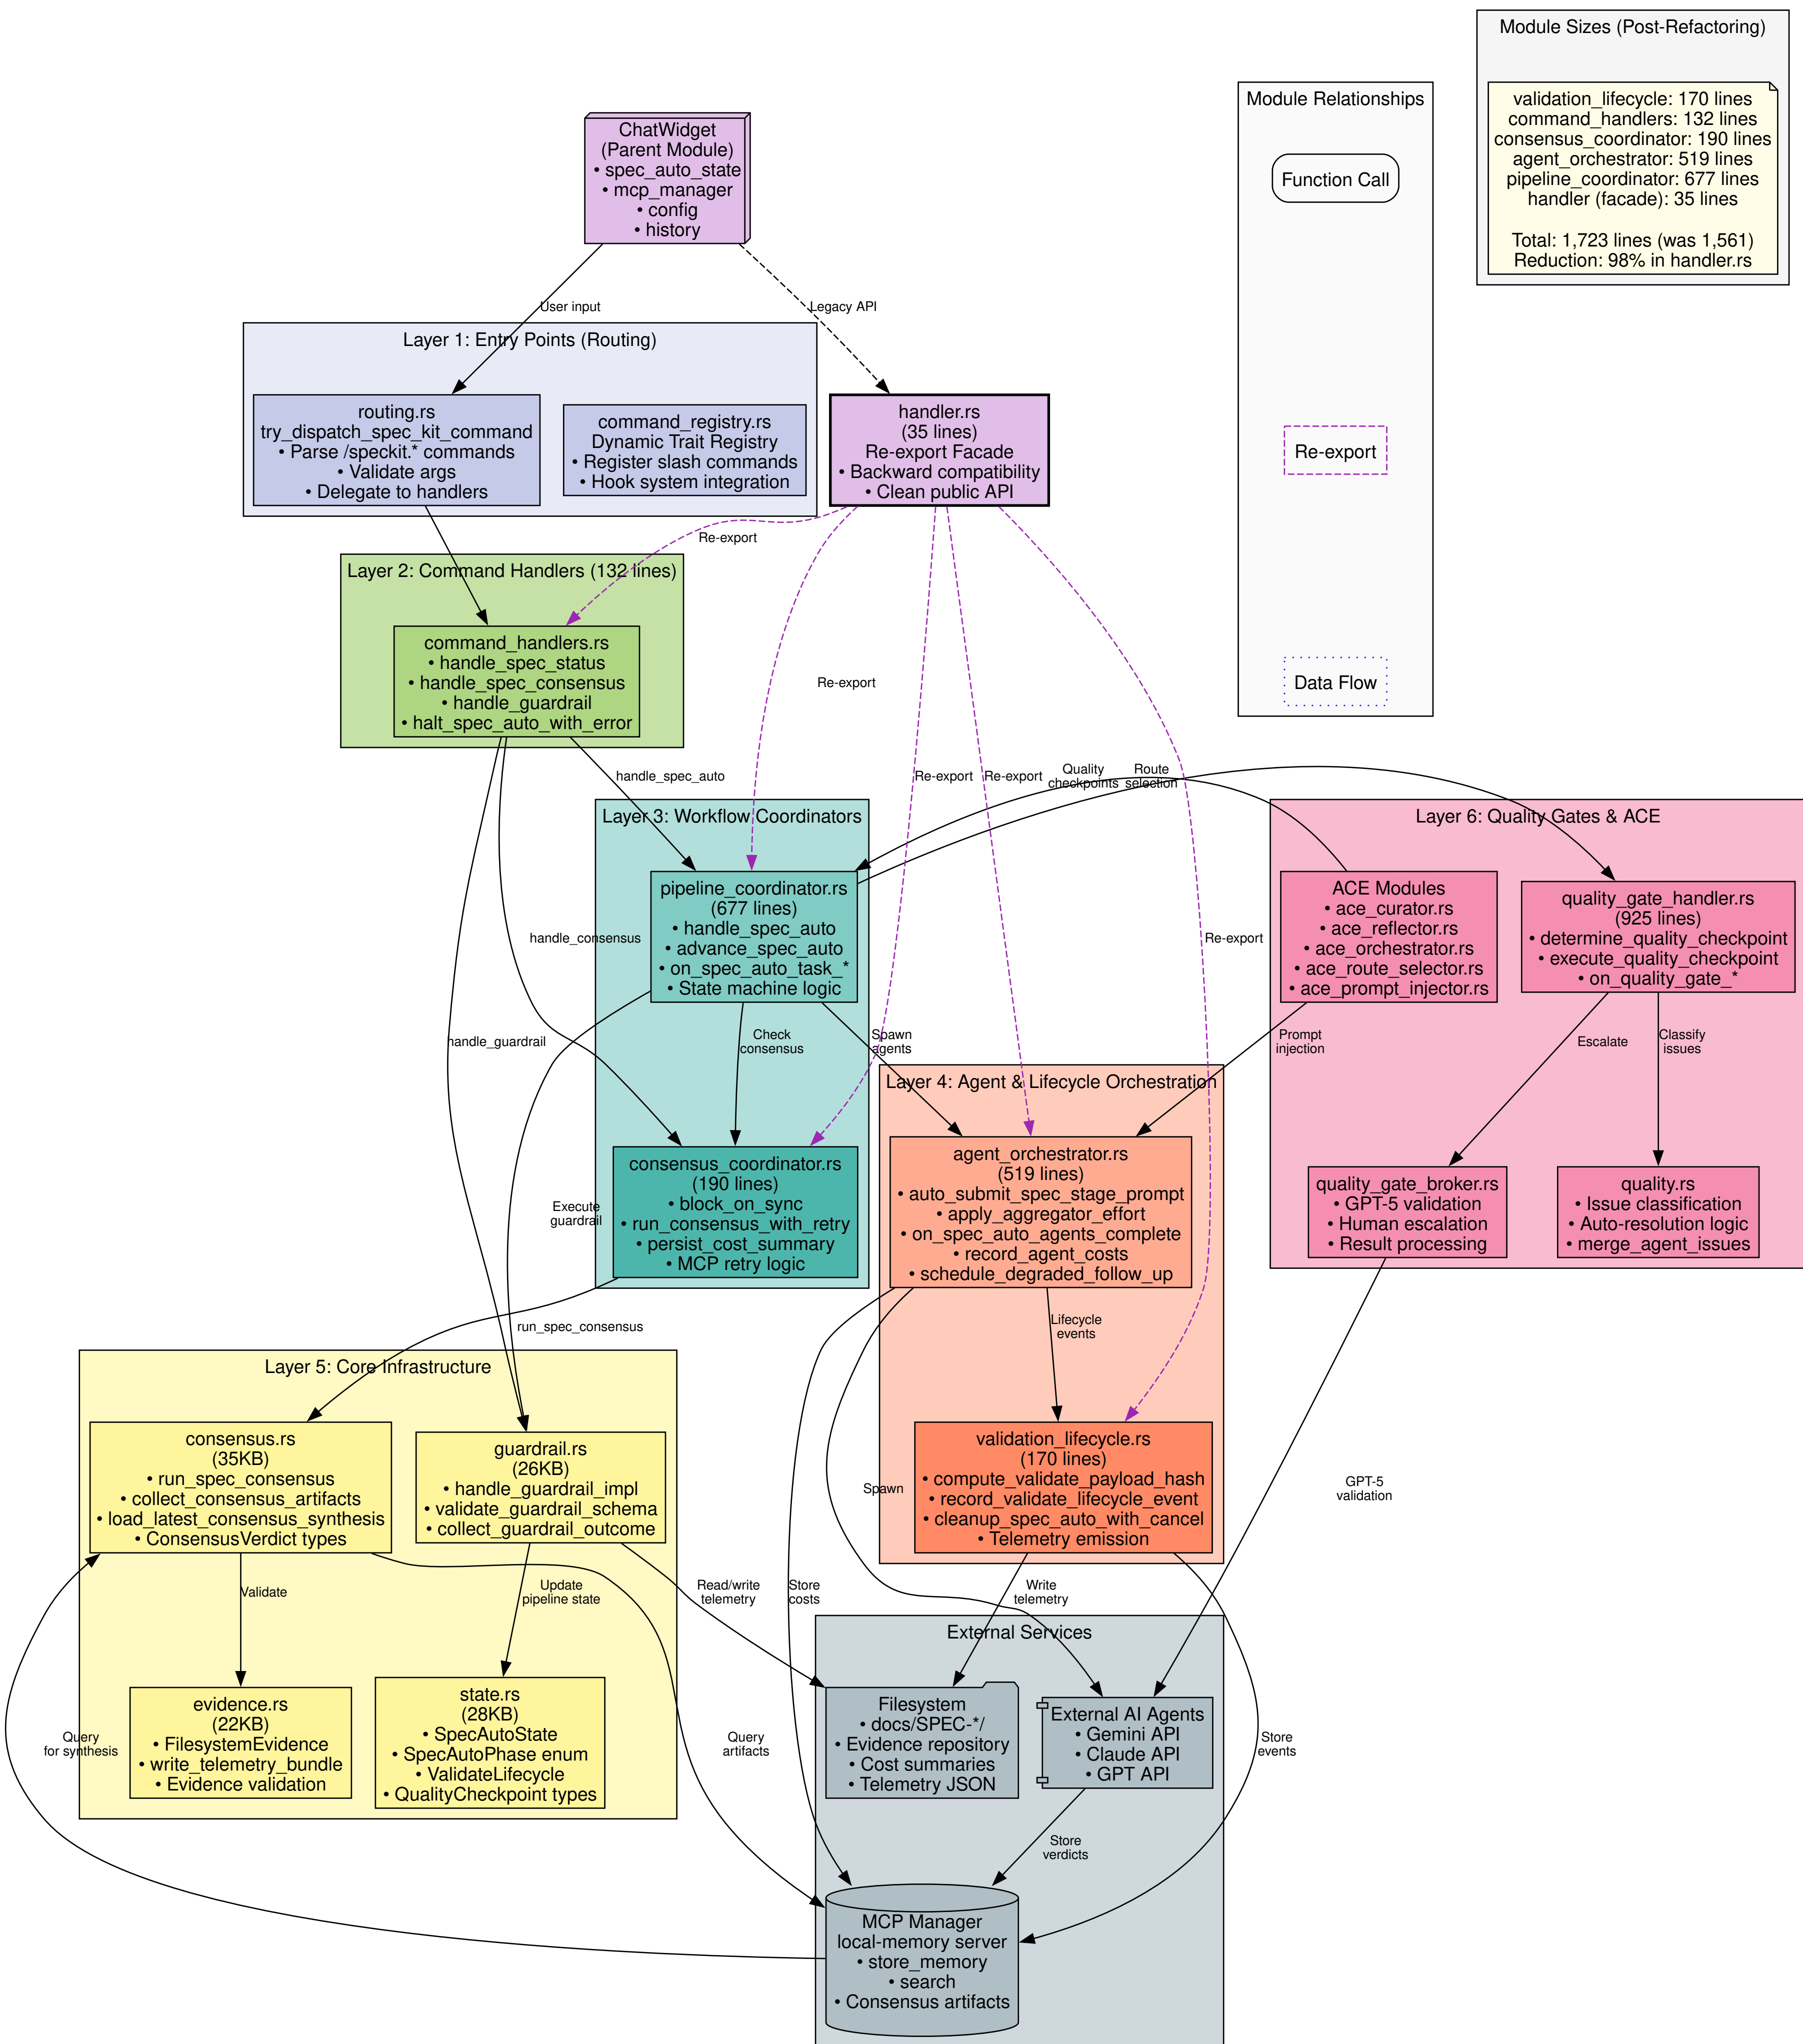 Module Sizes (Post-Refactoring)
validation_lifecycle: 170 lines
command_handlers: 132 lines
consensus_coordinator: 190 lines
agent_orchestrator: 519 lines
pipeline_coordinator: 677 lines
handler (facade): 35 lines
Total: 1,723 lines (was 1,561)
Reduction: 98% in handler.rs
Module Relationships
Function Call
Re-export
Data Flow
ChatWidget
(Parent Module)
• spec_auto_state
• mcp_manager
• config
• history
User input
Legacy API
Layer 1: Entry Points (Routing)
routing.rs
try_dispatch_spec_kit_command
• Parse /speckit.* commands
• Validate args
• Delegate to handlers
command_registry.rs
Dynamic Trait Registry
• Register slash commands
• Hook system integration
handler.rs
(35 lines)
Re-export Facade
• Backward compatibility
• Clean public API
Re-export
Layer 2: Command Handlers (132 lines)
command_handlers.rs
• handle_spec_status
• handle_spec_consensus
• handle_guardrail
• halt_spec_auto_with_error
Re-export
handle_spec_auto
Re-export
Re-export
Quality
checkpoints
Route
selection
Layer 3: Workflow Coordinators
pipeline_coordinator.rs
(677 lines)
• handle_spec_auto
• advance_spec_auto
• on_spec_auto_task_*
• State machine logic
handle_consensus
Re-export
Layer 6: Quality Gates & ACE
ACE Modules
• ace_curator.rs
• ace_reflector.rs
• ace_orchestrator.rs
• ace_route_selector.rs
• ace_prompt_injector.rs
quality_gate_handler.rs
(925 lines)
• determine_quality_checkpoint
• execute_quality_checkpoint
• on_quality_gate_*
handle_guardrail
Check
consensus
Spawn
agents
Prompt
injection
Escalate
Classify
issues
Layer 4: Agent & Lifecycle Orchestration
consensus_coordinator.rs
(190 lines)
• block_on_sync
• run_consensus_with_retry
• persist_cost_summary
• MCP retry logic
agent_orchestrator.rs
(519 lines)
• auto_submit_spec_stage_prompt
• apply_aggregator_effort
• on_spec_auto_agents_complete
• record_agent_costs
• schedule_degraded_follow_up
quality_gate_broker.rs
• GPT-5 validation
• Human escalation
• Result processing
quality.rs
• Issue classification
• Auto-resolution logic
• merge_agent_issues
Execute
guardrail
run_spec_consensus
Lifecycle
events
Layer 5: Core Infrastructure
consensus.rs
(35KB)
• run_spec_consensus
• collect_consensus_artifacts
• load_latest_consensus_synthesis
• ConsensusVerdict types
guardrail.rs
(26KB)
• handle_guardrail_impl
• validate_guardrail_schema
• collect_guardrail_outcome
Spawn
validation_lifecycle.rs
(170 lines)
• compute_validate_payload_hash
• record_validate_lifecycle_event
• cleanup_spec_auto_with_cancel
• Telemetry emission
GPT-5
validation
Validate
Update
pipeline state
Read/write
telemetry
Store
costs
Write
telemetry
External Services
evidence.rs
(22KB)
• FilesystemEvidence
• write_telemetry_bundle
• Evidence validation
state.rs
(28KB)
• SpecAutoState
• SpecAutoPhase enum
• ValidateLifecycle
• QualityCheckpoint types
Filesystem
• docs/SPEC-*/
• Evidence repository
• Cost summaries
• Telemetry JSON
External AI Agents
• Gemini API
• Claude API
• GPT API
Query
for synthesis
Query
artifacts
Store
events
Store
verdicts
MCP Manager
local-memory server
• store_memory
• search
• Consensus artifacts